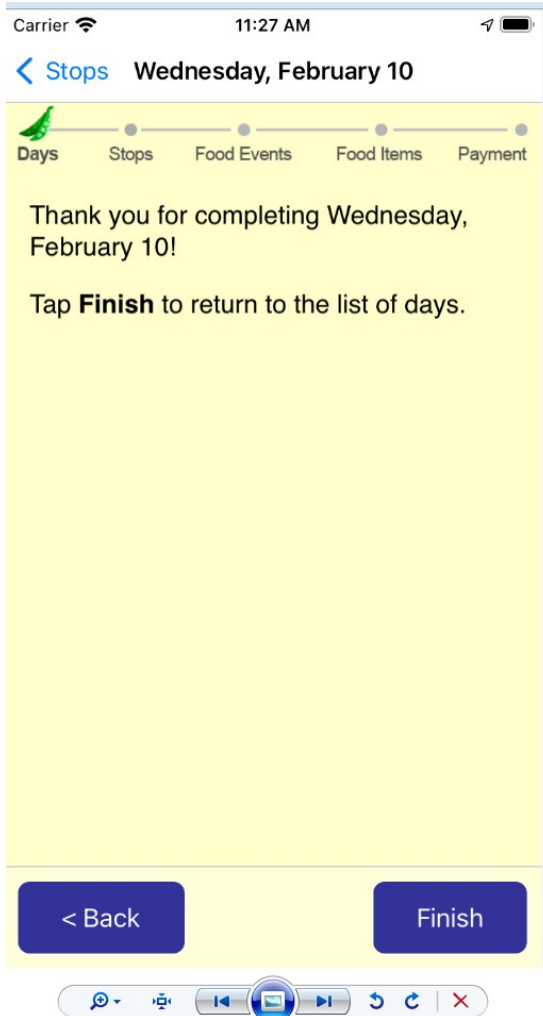 Carrier 11:27 AM
< Stops Wednesday, February 10
Days Stops Food Events Food Items Payment
Thank you for completing Wednesday,
February 10!
Tap Finish to return to the list of days.
< Back Finish